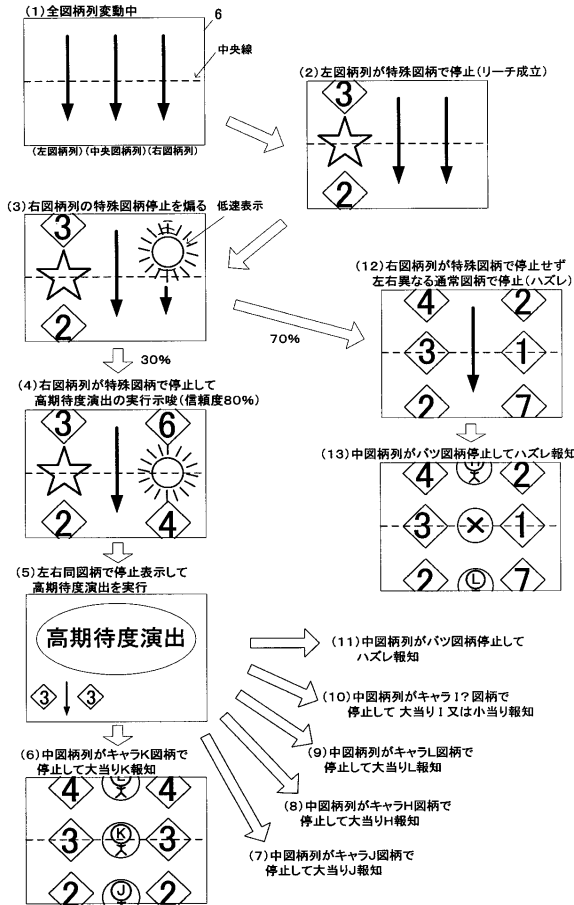 (1)全図柄列変動中
6
中央線
(左図柄列)(中央図柄列)(右図柄列)
(2)左図柄列が特殊図柄で停止(リーチ成立)
3
2
(3)右図柄列の特殊図柄停止を煽る
低速表示
3
2
30%
70%
(12)右図柄列が特殊図柄で停止せず
左右異なる通常図柄で停止(ハズレ)
4 2
3 1
2 7
(4)右図柄列が特殊図柄で停止して
高期待度演出の実行示唆(信頼度80%)
3 6
2 4
(13)中図柄列がバツ図柄停止してハズレ報知
4 2
3 × 1
2 L 7
(5)左右同図柄で停止表示して
高期待度演出を実行
高期待度演出
3 3
(11)中図柄列がバツ図柄停止して
ハズレ報知
(10)中図柄列がキャラI?図柄で
停止して 大当りI又は小当り報知
(9)中図柄列がキャラL図柄で
停止して大当りL報知
(8)中図柄列がキャラH図柄で
停止して大当りH報知
(7)中図柄列がキャラJ図柄で
停止して大当りJ報知
(6)中図柄列がキャラK図柄で
停止して大当りK報知
4 L 4
3 K 3
2 J 2